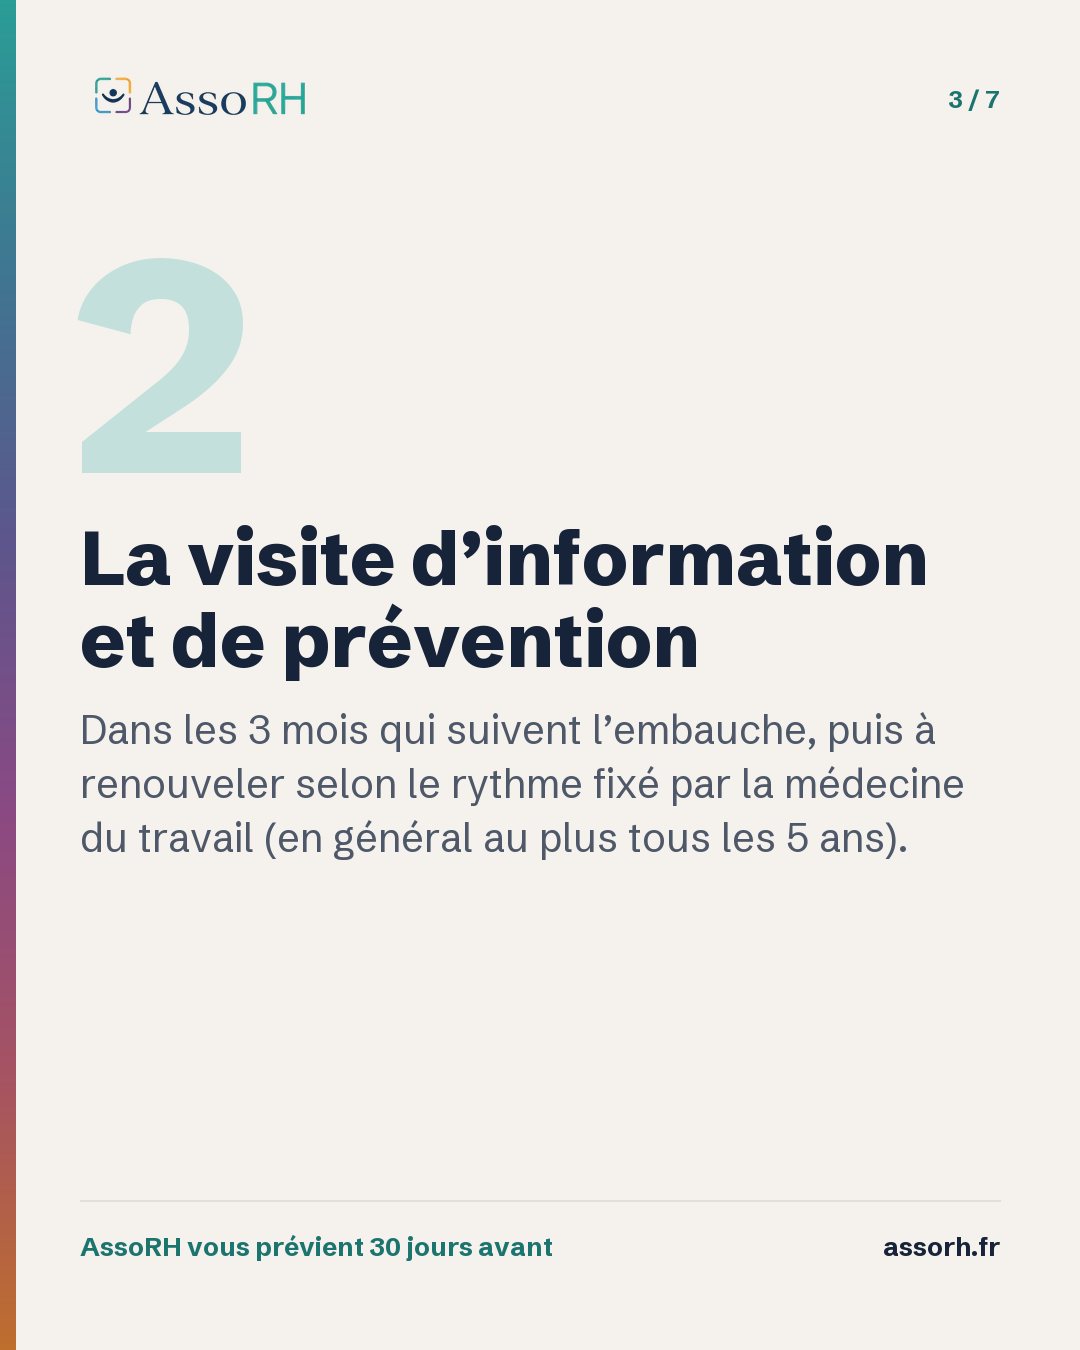 AssoRH
3 / 7
2
La visite d’information
et de prévention
Dans les 3 mois qui suivent l’embauche, puis à
renouveler selon le rythme fixé par la médecine
du travail (en général au plus tous les 5 ans).
AssoRH vous prévient 30 jours avant
assorh.fr